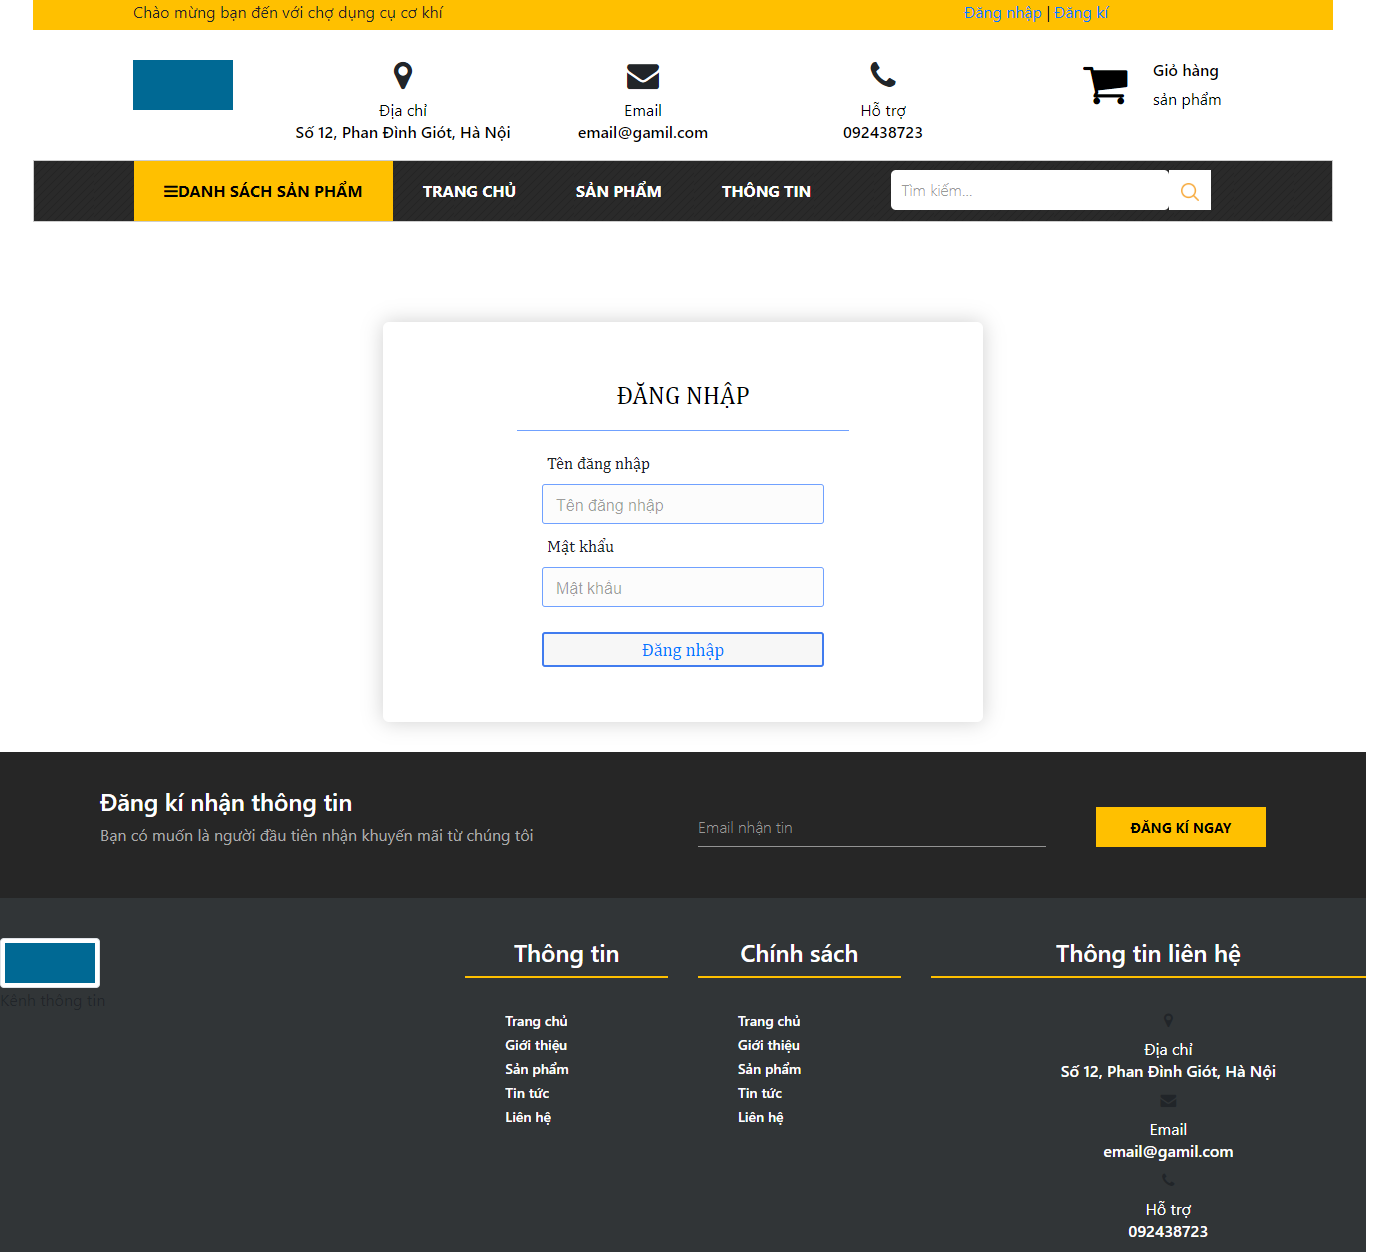 Chào mừng bạn đến với chợ dụng cụ cơ khí
Đăng nhập | Đăng kí
Địa chỉ
Số 12, Phan Đình Giót, Hà Nội
Email
email@gamil.com
Hỗ trợ
092438723
Giỏ hàng
sản phẩm
DANH SÁCH SẢN PHẨM
TRANG CHỦ
SẢN PHẨM
THÔNG TIN
Tìm kiếm...
ĐĂNG NHẬP
Tên đăng nhập
Tên đăng nhập
Mật khẩu
Mật khâu
Đăng nhập
Đăng kí nhận thông tin
Bạn có muốn là người đầu tiên nhận khuyến mãi từ chúng tôi
Email nhận tin
ĐĂNG KÍ NGAY
Kênh thông tin
Thông tin
Trang chủ
Giới thiệu
Sản phẩm
Tin tức
Liên hệ
Chính sách
Trang chủ
Giới thiệu
Sản phẩm
Tin tức
Liên hệ
Thông tin liên hệ
Địa chỉ
Số 12, Phan Đình Giót, Hà Nội
Email
email@gamil.com
Hỗ trợ
092438723